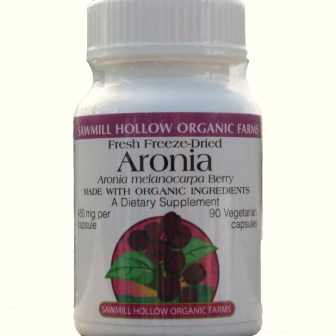 SAWMILL HOLLOW ORGANIC FARMS
Fresh Freeze-Dried
Aronia
Aronia melanocarpa Berry
MADE WITH ORGANIC INGREDIENTS
A Dietary Supplement
450 mg per capsule
90 Vegetarian capsules
SAWMILL HOLLOW ORGANIC FARMS